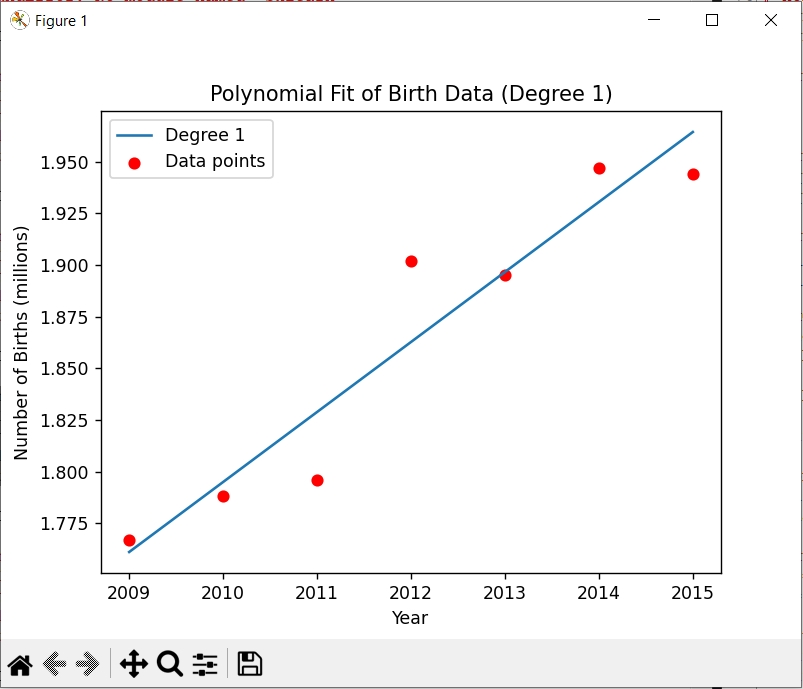 Figure 1
Polynomial Fit of Birth Data (Degree 1)
Degree 1
Data points
1.950
1.925
1.900
1.875
1.850
1.825
1.800
1.775
Number of Births (millions)
2009 2010 2011 2012 2013 2014 2015
Year